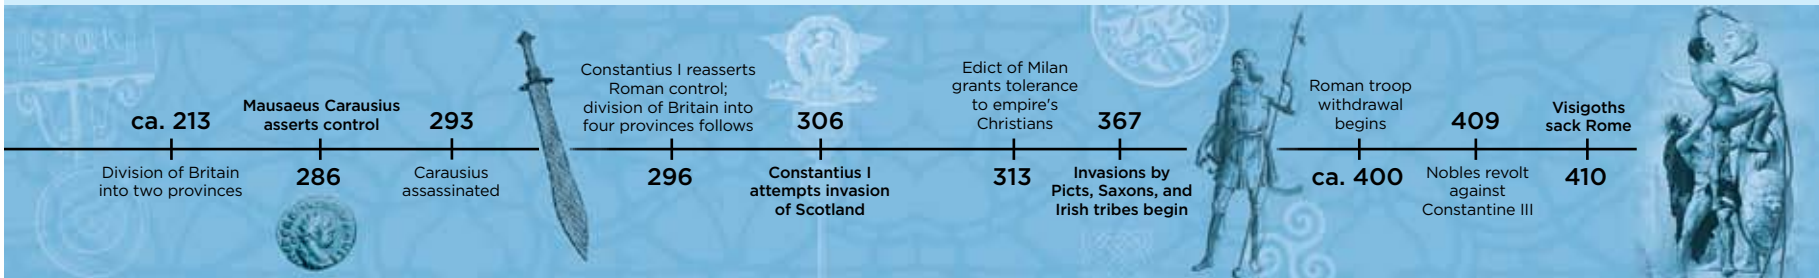 SPQR
ca. 213
Division of Britain
into two provinces
Mausaeus Carausius
asserts control
286
293
Carausius
assassinated
Constantius I reasserts
Roman control;
division of Britain into
four provinces follows
296
306
Constantius I
attempts invasion
of Scotland
Edict of Milan
grants tolerance
to empire's
Christians
313
367
Invasions by
Picts, Saxons, and
Irish tribes begin
Roman troop
withdrawal
begins
ca. 400
409
Nobles revolt
against
Constantine III
Visigoths
sack Rome
410